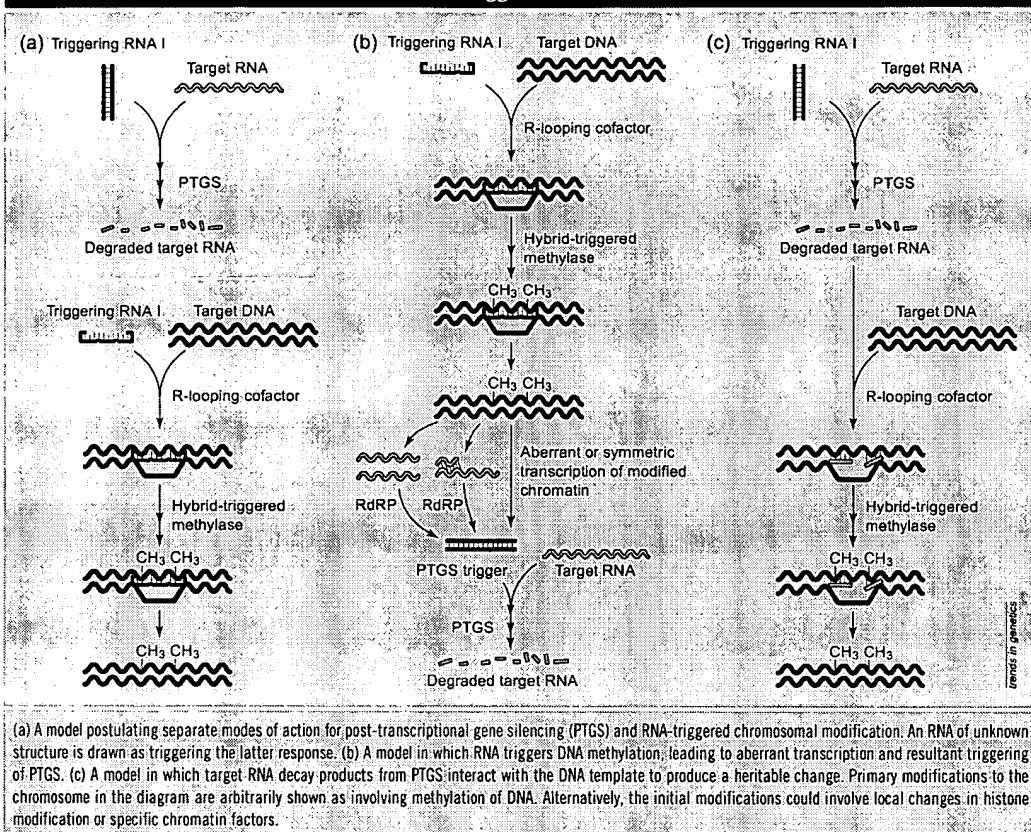 (a) Triggering RNA I
Target RNA
PTGS
Degraded target RNA
Triggering RNA I
Target DNA
R-looping cofactor
Hybrid-triggered
methylase
CH3 CH3
CH3 CH3
(b) Triggering RNA I
Target DNA
R-looping cofactor
Hybrid-triggered
methylase
CH3 CH3
CH3 CH3
Aberrant or symmetric
transcription of modified
chromatin
RdRP
RdRP
PTGS trigger
Target RNA
PTGS
Degraded target RNA
(c) Triggering RNA I
Target RNA
PTGS
Degraded target RNA
Target DNA
R-looping cofactor
Hybrid-triggered
methylase
CH3 CH3
CH3 CH3
trends in genetics
(a) A model postulating separate modes of action for post-transcriptional gene silencing (PTGS) and RNA-triggered chromosomal modification. An RNA of unknown
structure is drawn as triggering the latter response. (b) A model in which RNA triggers DNA methylation, leading to aberrant transcription and resultant triggering
of PTGS. (c) A model in which target RNA decay products from PTGS interact with the DNA template to produce a heritable change. Primary modifications to the
chromosome in the diagram are arbitrarily shown as involving methylation of DNA. Alternatively, the initial modifications could involve local changes in histone
modification or specific chromatin factors.